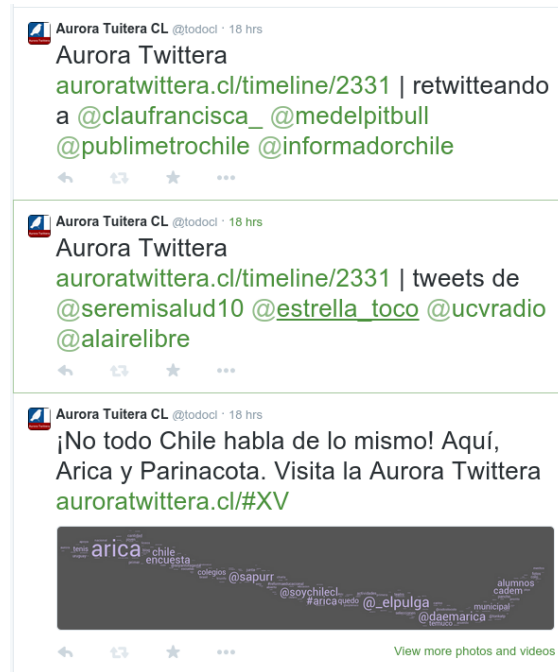 Aurora Tuitera CL @todocl · 18 hrs
Aurora Twittera
auroratwittera.cl/timeline/2331 | retwitteando
a @claufrancisca_ @medelpitbull
@publimetrochile @informadorchile
Aurora Tuitera CL @todocl · 18 hrs
Aurora Twittera
auroratwittera.cl/timeline/2331 | tweets de
@seremisalud10 @estrella_toco @ucvradio
@alairelibre
Aurora Tuitera CL @todocl · 18 hrs
¡No todo Chile habla de lo mismo! Aquí,
Arica y Parinacota. Visita la Aurora Twittera
auroratwittera.cl/#XV
tenis
arica
chile
encuesta
colegios
@sapurr
@soychilecl
#arica
quedo
@_elpulga
alumnos
cadem
municipal
@daemarica
temuco
View more photos and videos